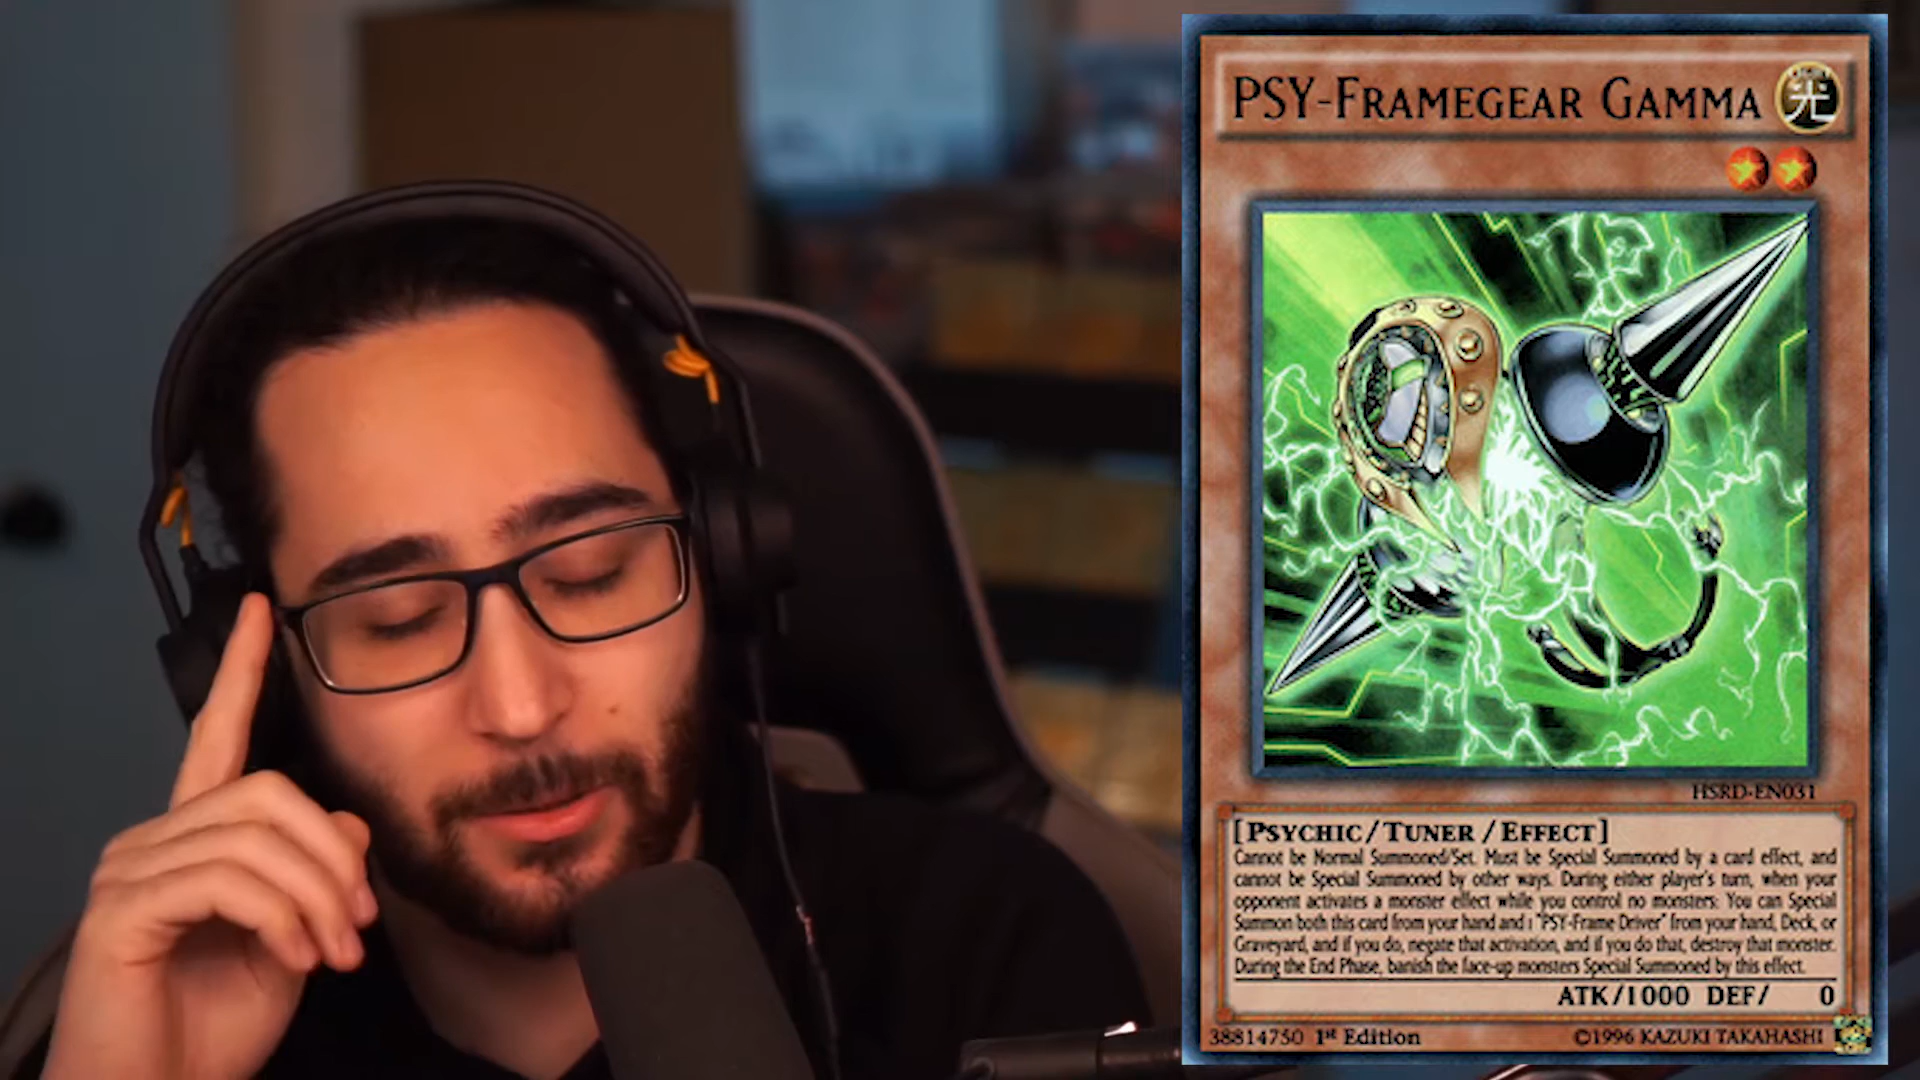 PSY-Framegear Gamma
光
HSRD-EN031
[Psychic/Tuner/Effect]
Cannot be Normal Summoned/Set. Must be Special Summoned by a card effect, and
cannot be Special Summoned by other ways. During either player's turn, when your
opponent activates a monster effect while you control no monsters: You can Special
Summon both this card from your hand and 1 "PSY-Frame Driver" from your hand, Deck, or
Graveyard, and if you do, negate that activation, and if you do that, destroy that monster.
During the End Phase, banish the face-up monsters Special Summoned by this effect.
ATK/1000 DEF/ 0
38814750 1st Edition ©1996 KAZUKI TAKAHASHI